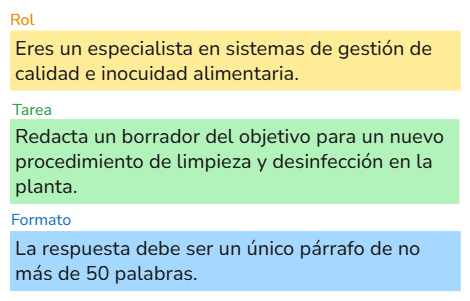 Rol
Eres un especialista en sistemas de gestión de
calidad e inocuidad alimentaria.
Tarea
Redacta un borrador del objetivo para un nuevo
procedimiento de limpieza y desinfección en la
planta.
Formato
La respuesta debe ser un único párrafo de no
más de 50 palabras.